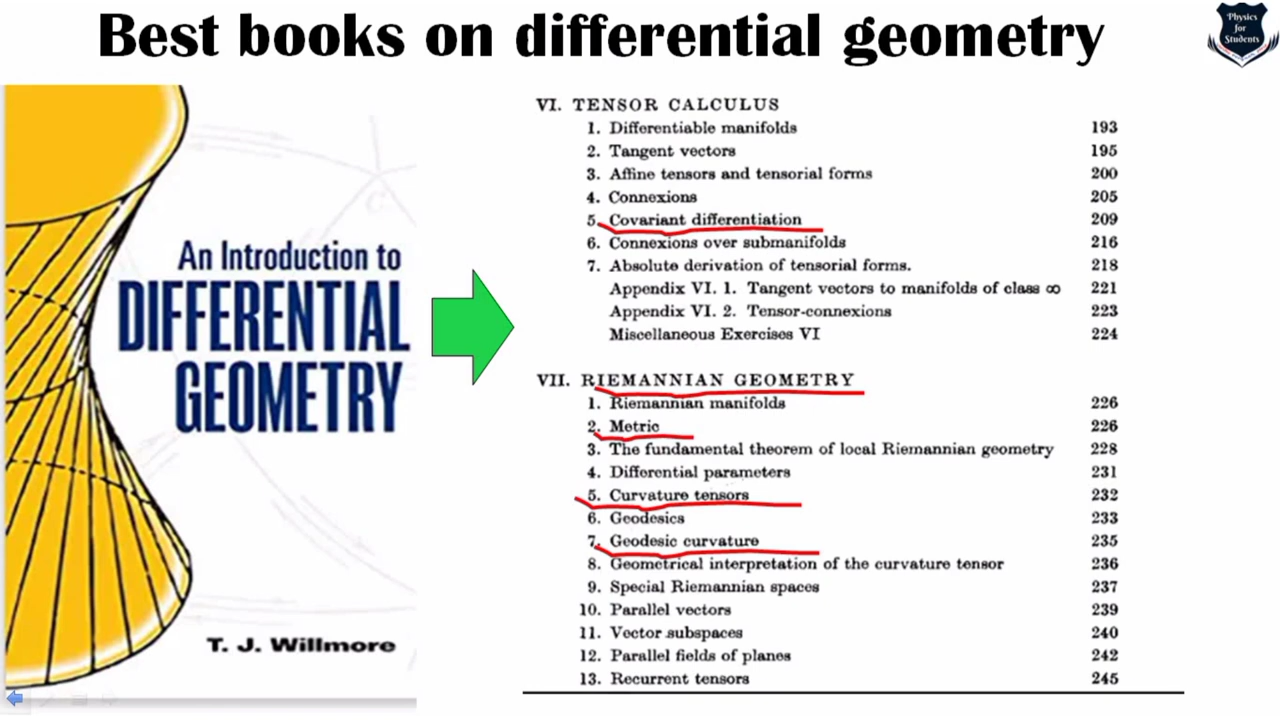 Best books on differential geometry
Physics
for
Students
An Introduction to
DIFFERENTIAL
GEOMETRY
T. J. Willmore
VI. TENSOR CALCULUS
1. Differentiable manifolds 193
2. Tangent vectors 195
3. Affine tensors and tensorial forms 200
4. Connexions 205
5. Covariant differentiation 209
6. Connexions over submanifolds 216
7. Absolute derivation of tensorial forms. 218
Appendix VI. 1. Tangent vectors to manifolds of class ∞ 221
Appendix VI. 2. Tensor-connexions 223
Miscellaneous Exercises VI 224
VII. RIEMANNIAN GEOMETRY
1. Riemannian manifolds 226
2. Metric 226
3. The fundamental theorem of local Riemannian geometry 228
4. Differential parameters 231
5. Curvature tensors 232
6. Geodesics 233
7. Geodesic curvature 235
8. Geometrical interpretation of the curvature tensor 236
9. Special Riemannian spaces 237
10. Parallel vectors 239
11. Vector subspaces 240
12. Parallel fields of planes 242
13. Recurrent tensors 245